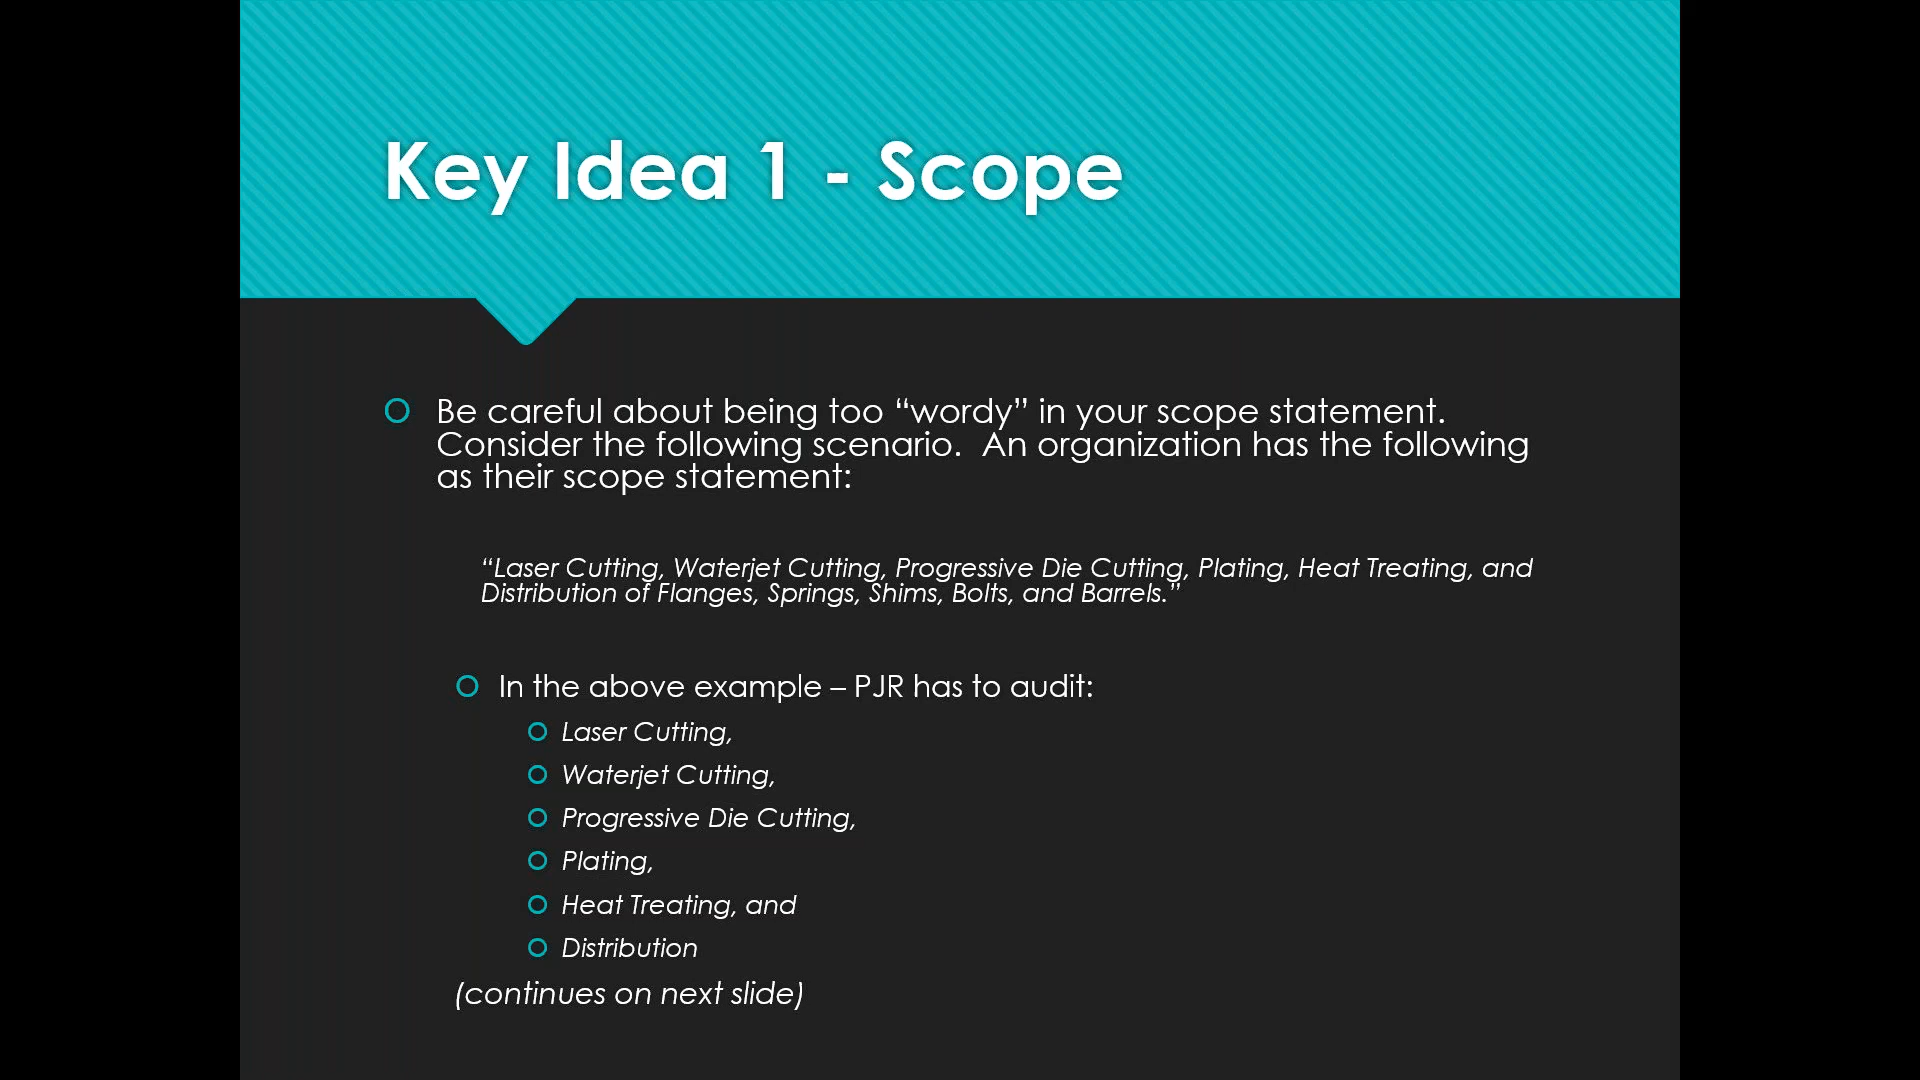 Key Idea 1 - Scope
Be careful about being too “wordy” in your scope statement.
Consider the following scenario.  An organization has the following
as their scope statement:
“Laser Cutting, Waterjet Cutting, Progressive Die Cutting, Plating, Heat Treating, and
Distribution of Flanges, Springs, Shims, Bolts, and Barrels.”
In the above example – PJR has to audit:
Laser Cutting,
Waterjet Cutting,
Progressive Die Cutting,
Plating,
Heat Treating, and
Distribution
(continues on next slide)